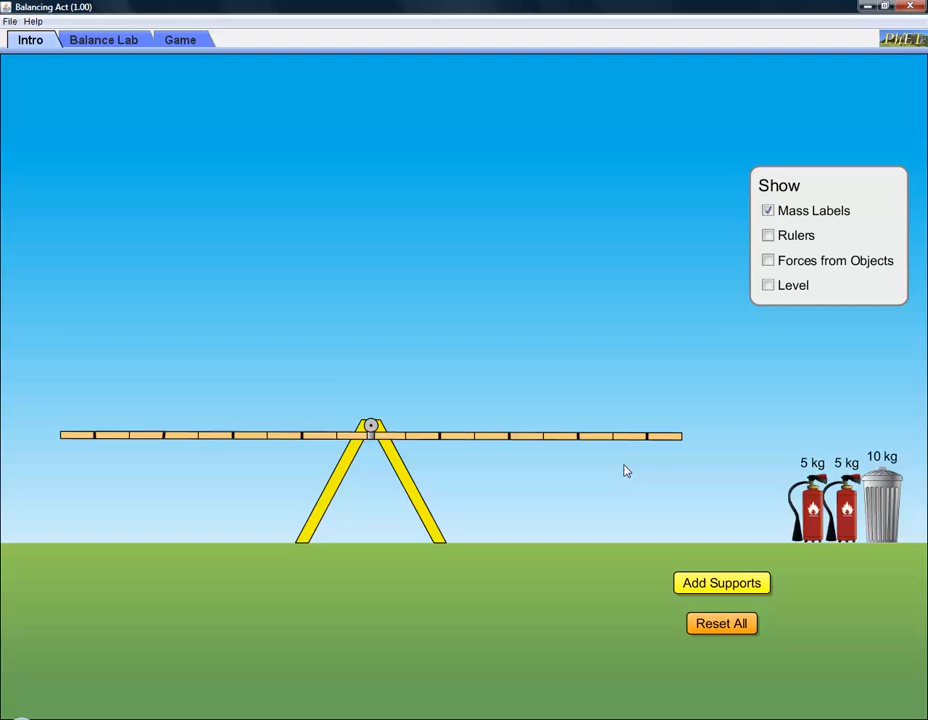 Balancing Act (1.00)
File Help
Intro Balance Lab Game
PhET
Show
Mass Labels
Rulers
Forces from Objects
Level
5 kg 5 kg 10 kg
Add Supports
Reset All